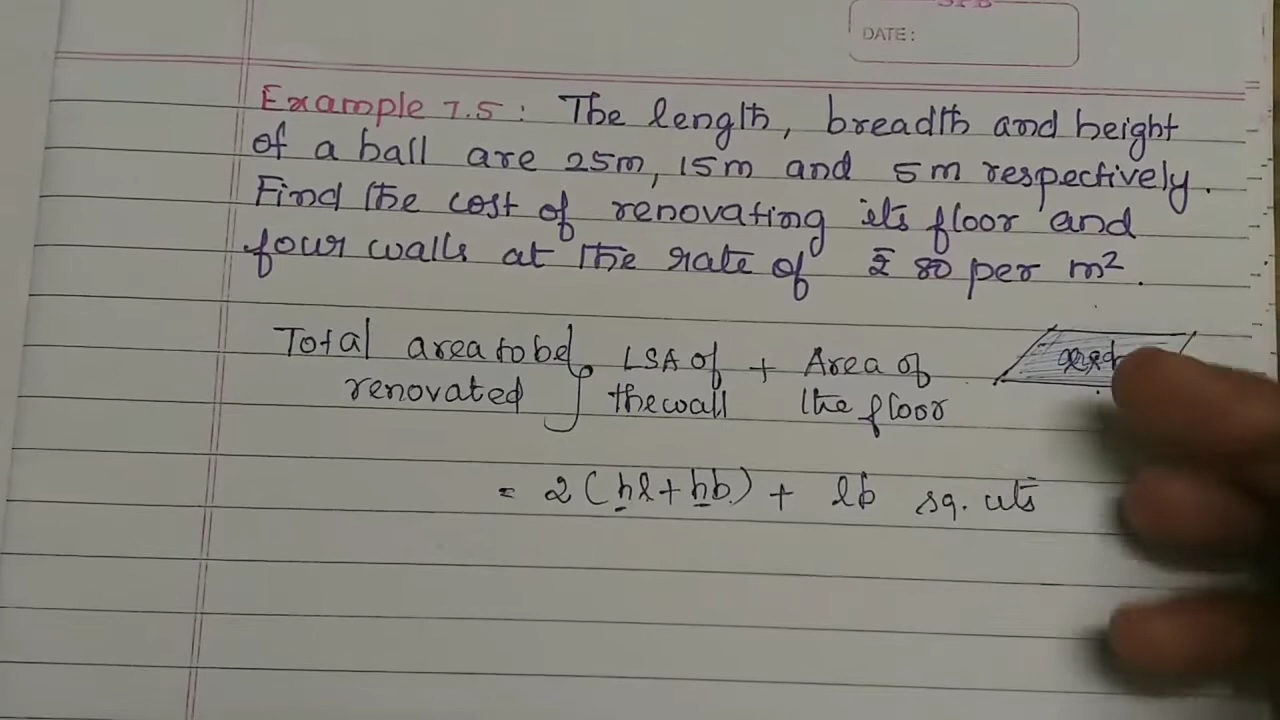 DATE:
Example 7.5: The length, breadth and height
of a hall are 25m, 15m and 5m respectively.
Find the cost of renovating its floor and
four walls at the rate of ₹ 80 per m².
Total area to be } LSA of + Area of
renovated the wall the floor
= 2(hl+hb) + lb sq. uts